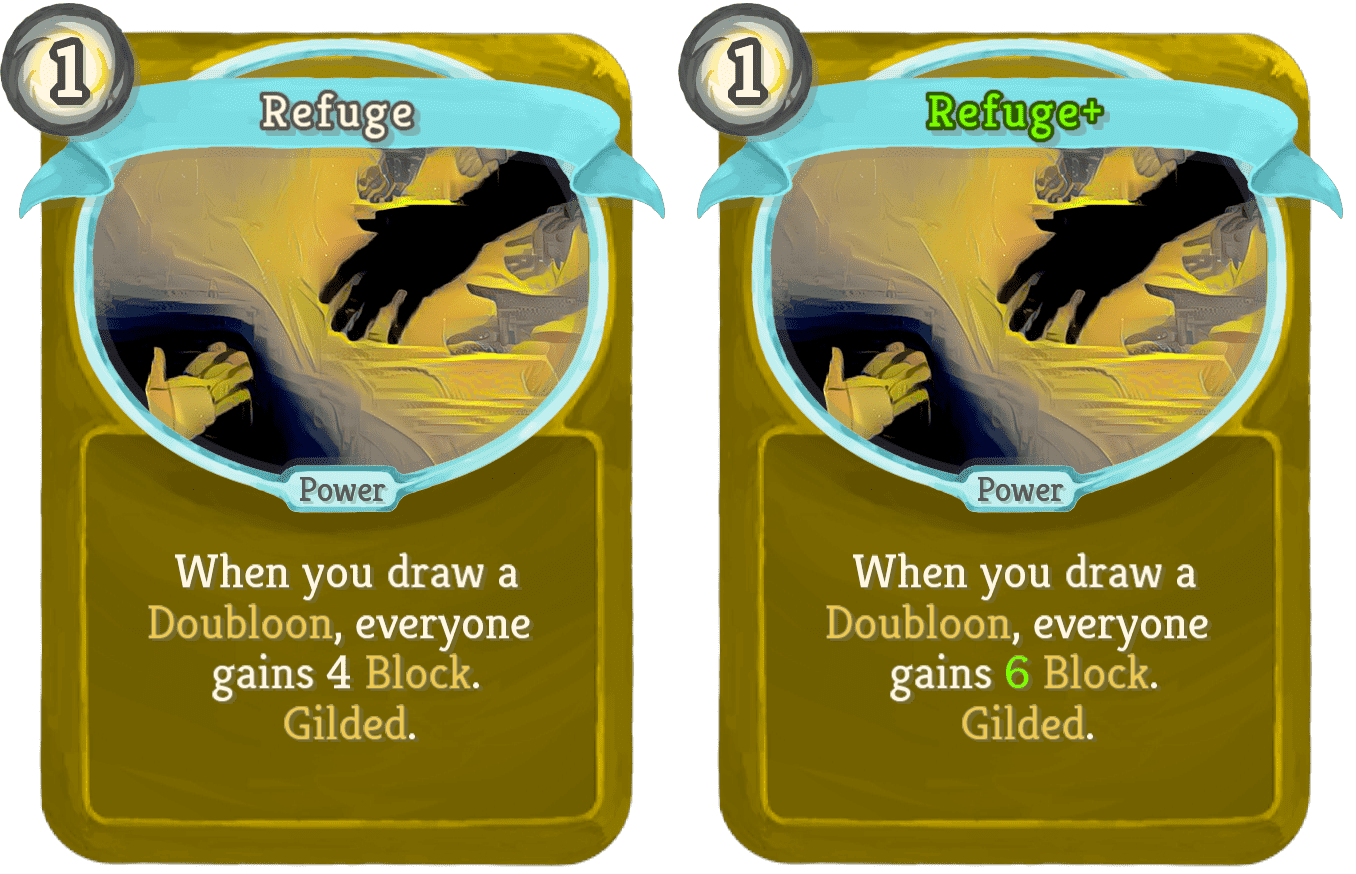 1
Refuge
Power
When you draw a
Doubloon, everyone
gains 4 Block.
Gilded.
1
Refuge+
Power
When you draw a
Doubloon, everyone
gains 6 Block.
Gilded.